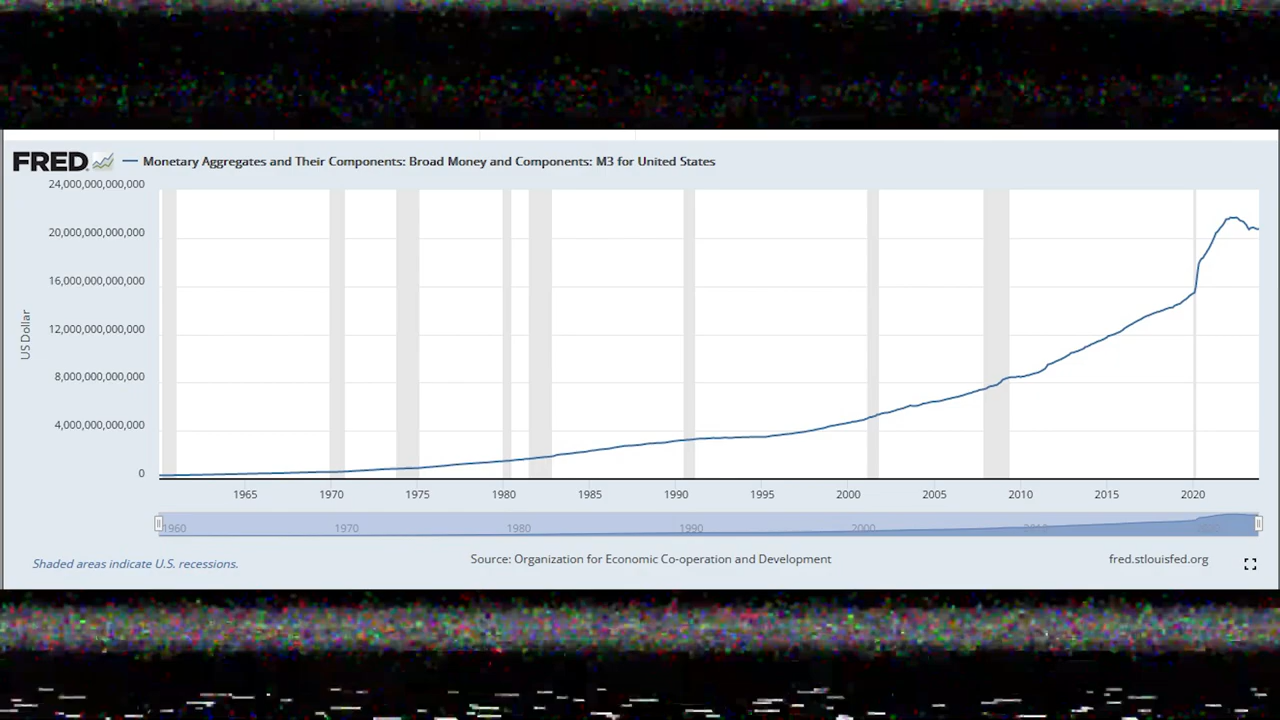 FRED Monetary Aggregates and Their Components: Broad Money and Components: M3 for United States
24,000,000,000,000
20,000,000,000,000
16,000,000,000,000
12,000,000,000,000
8,000,000,000,000
4,000,000,000,000
0
US Dollar
1965 1970 1975 1980 1985 1990 1995 2000 2005 2010 2015 2020
1960 1970 1980 1990 2000 2010 2020
Shaded areas indicate U.S. recessions.
Source: Organization for Economic Co-operation and Development
fred.stlouisfed.org